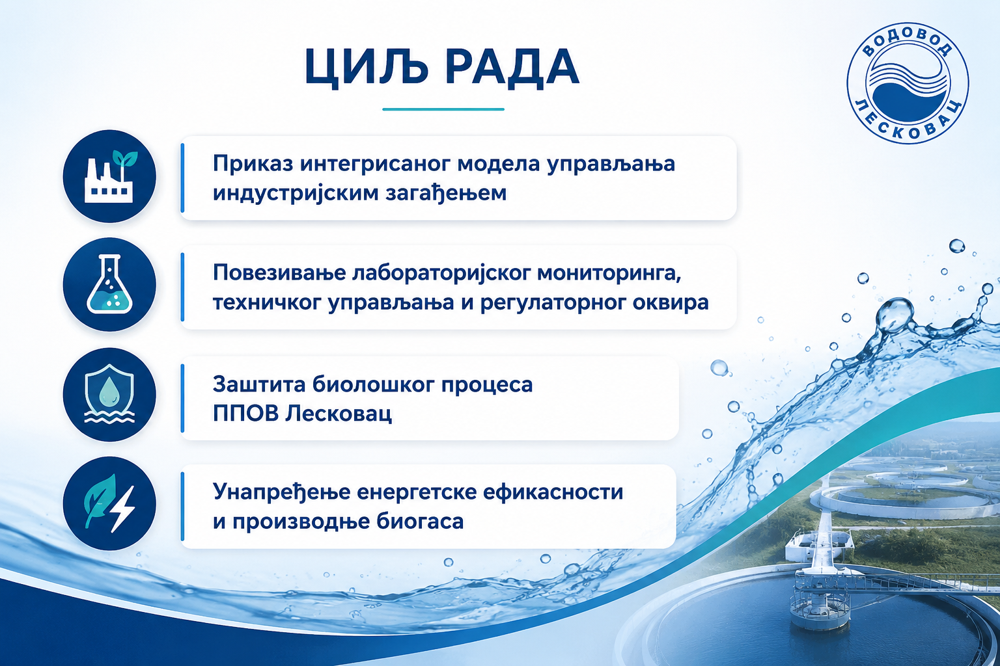 ЦИЉ РАДА
ВОДОВОД
ЛЕСКОВАЦ
Приказ интегрисаног модела управљања
индустријским загађењем
Повезивање лабораторијског мониторинга,
техничког управљања и регулаторног оквира
Заштита биолошког процеса
ППОВ Лесковац
Унапређење енергетске ефикасности
и производње биогаса